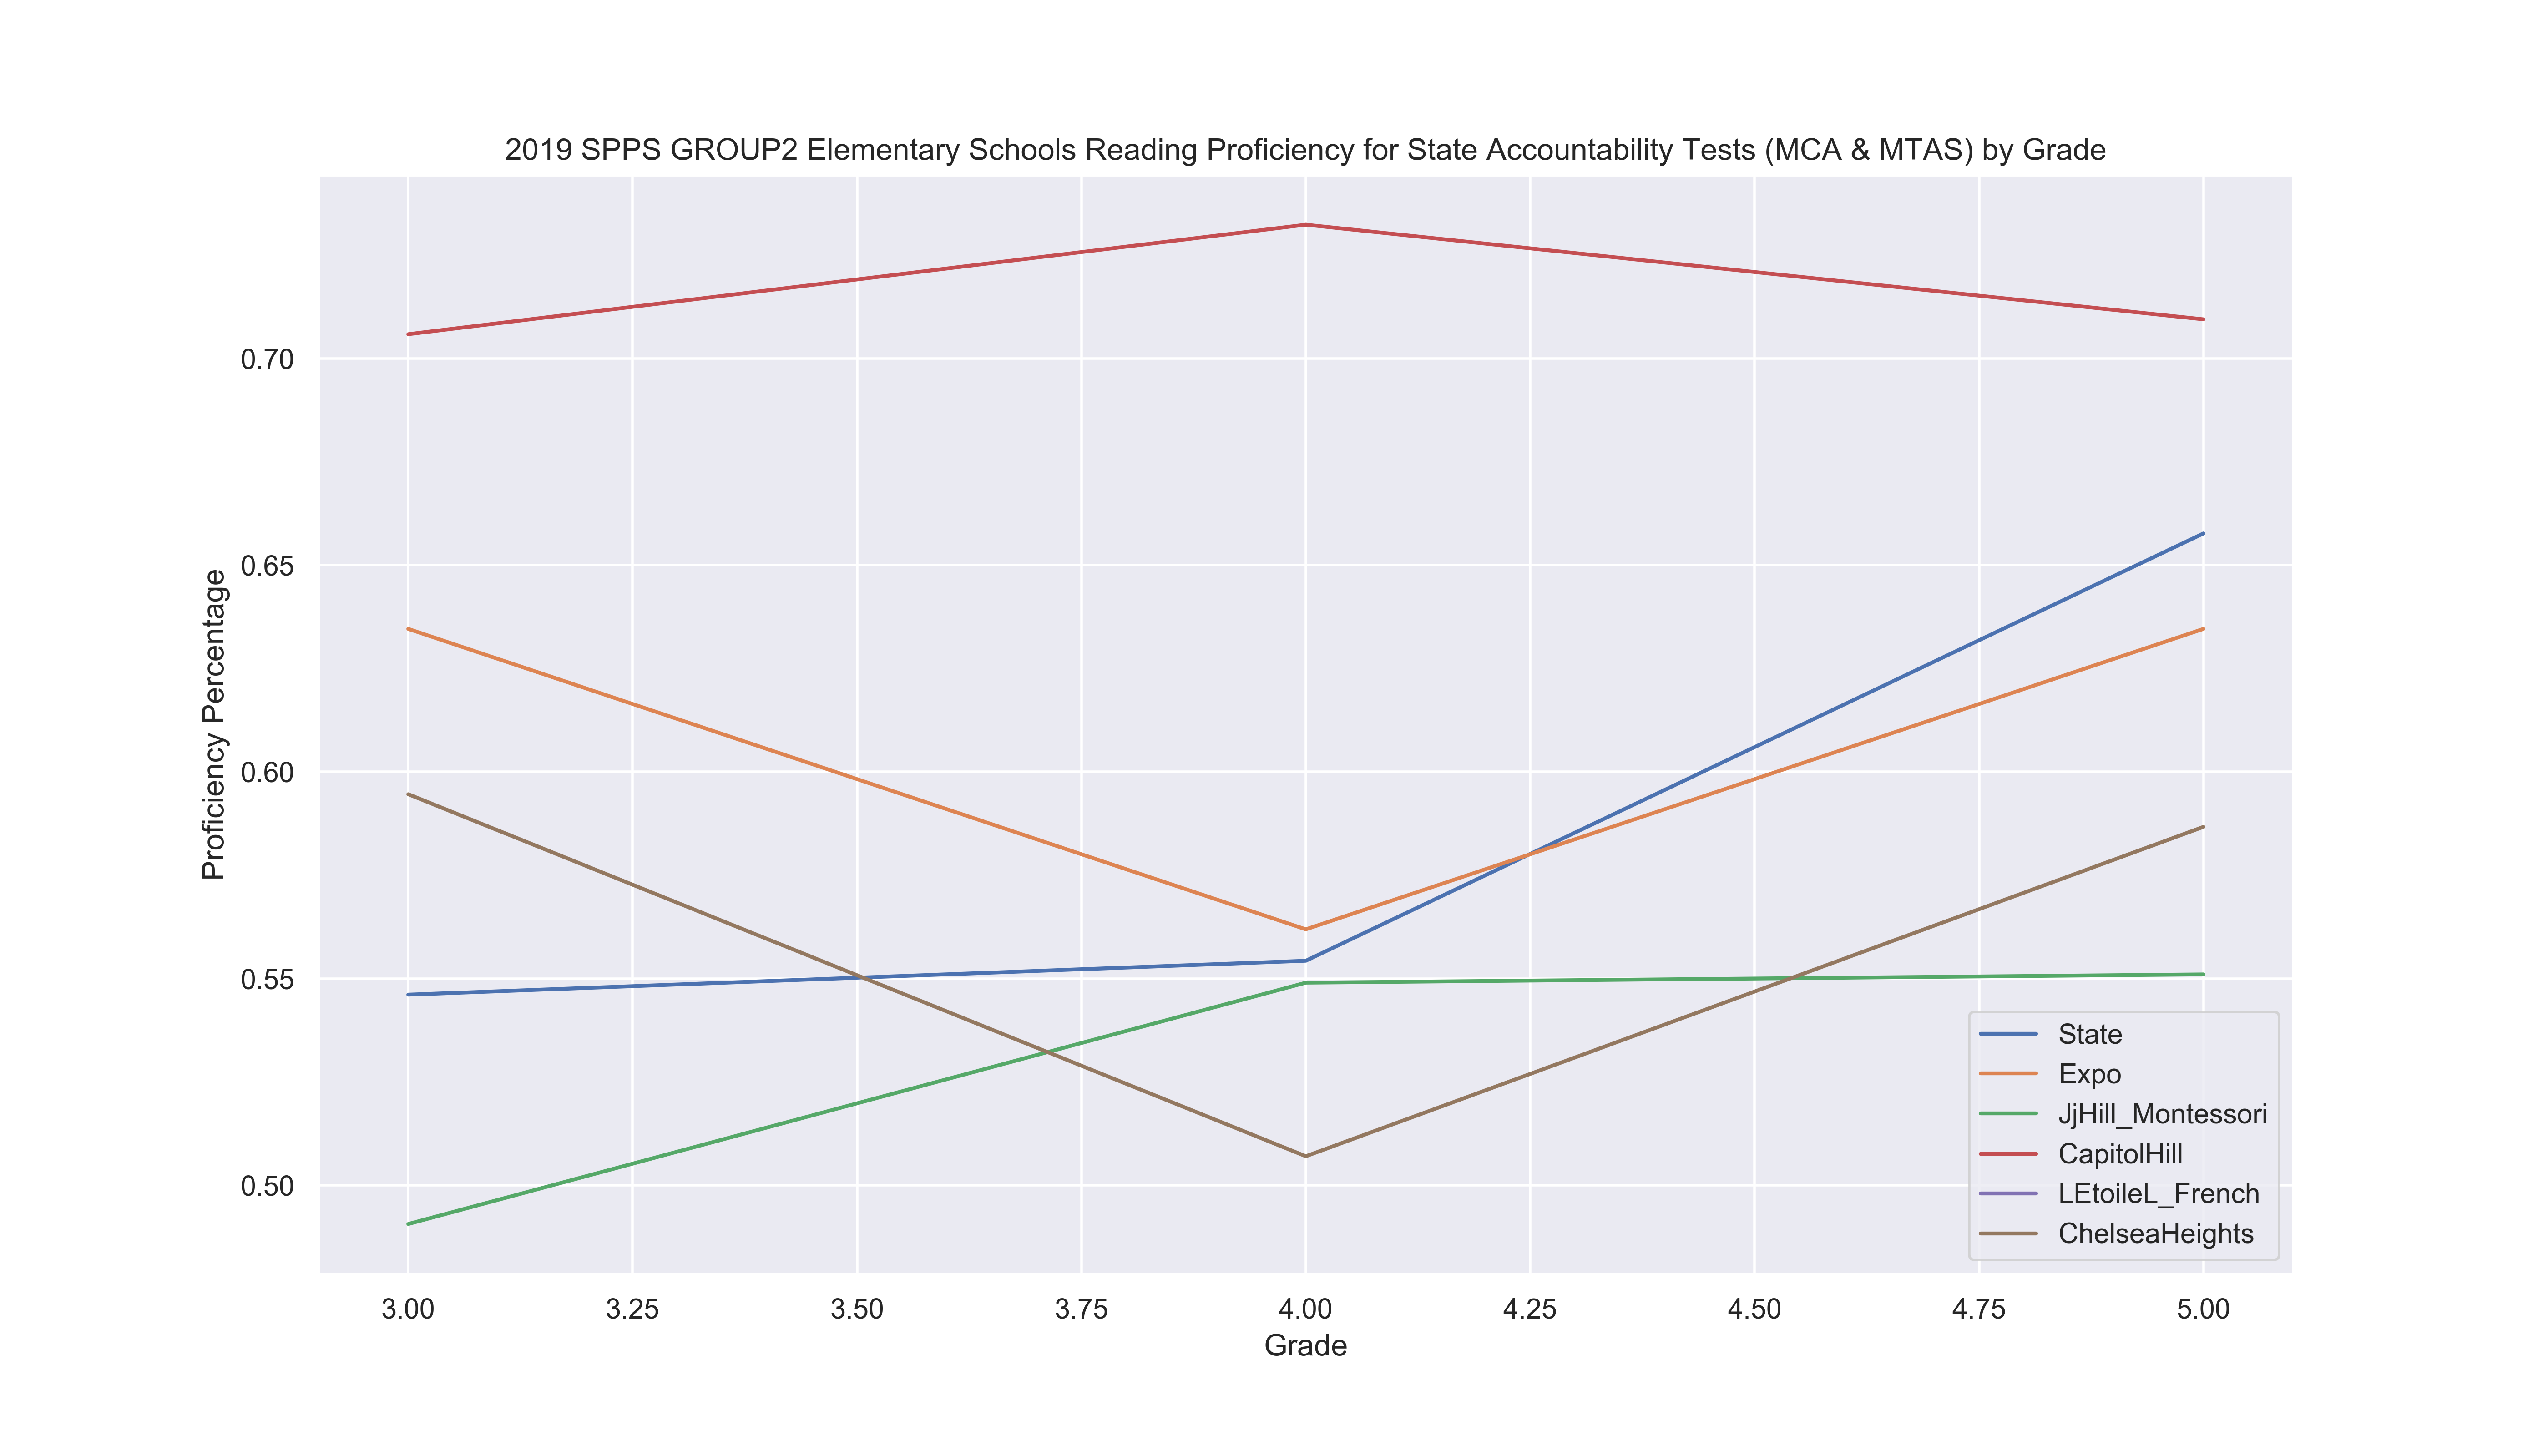 2019 SPPS GROUP2 Elementary Schools Reading Proficiency for State Accountability Tests (MCA & MTAS) by Grade
Proficiency Percentage
0.70
0.65
0.60
0.55
0.50
State
Expo
JjHill_Montessori
CapitolHill
LEtoileL_French
ChelseaHeights
3.00 3.25 3.50 3.75 4.00 4.25 4.50 4.75 5.00
Grade